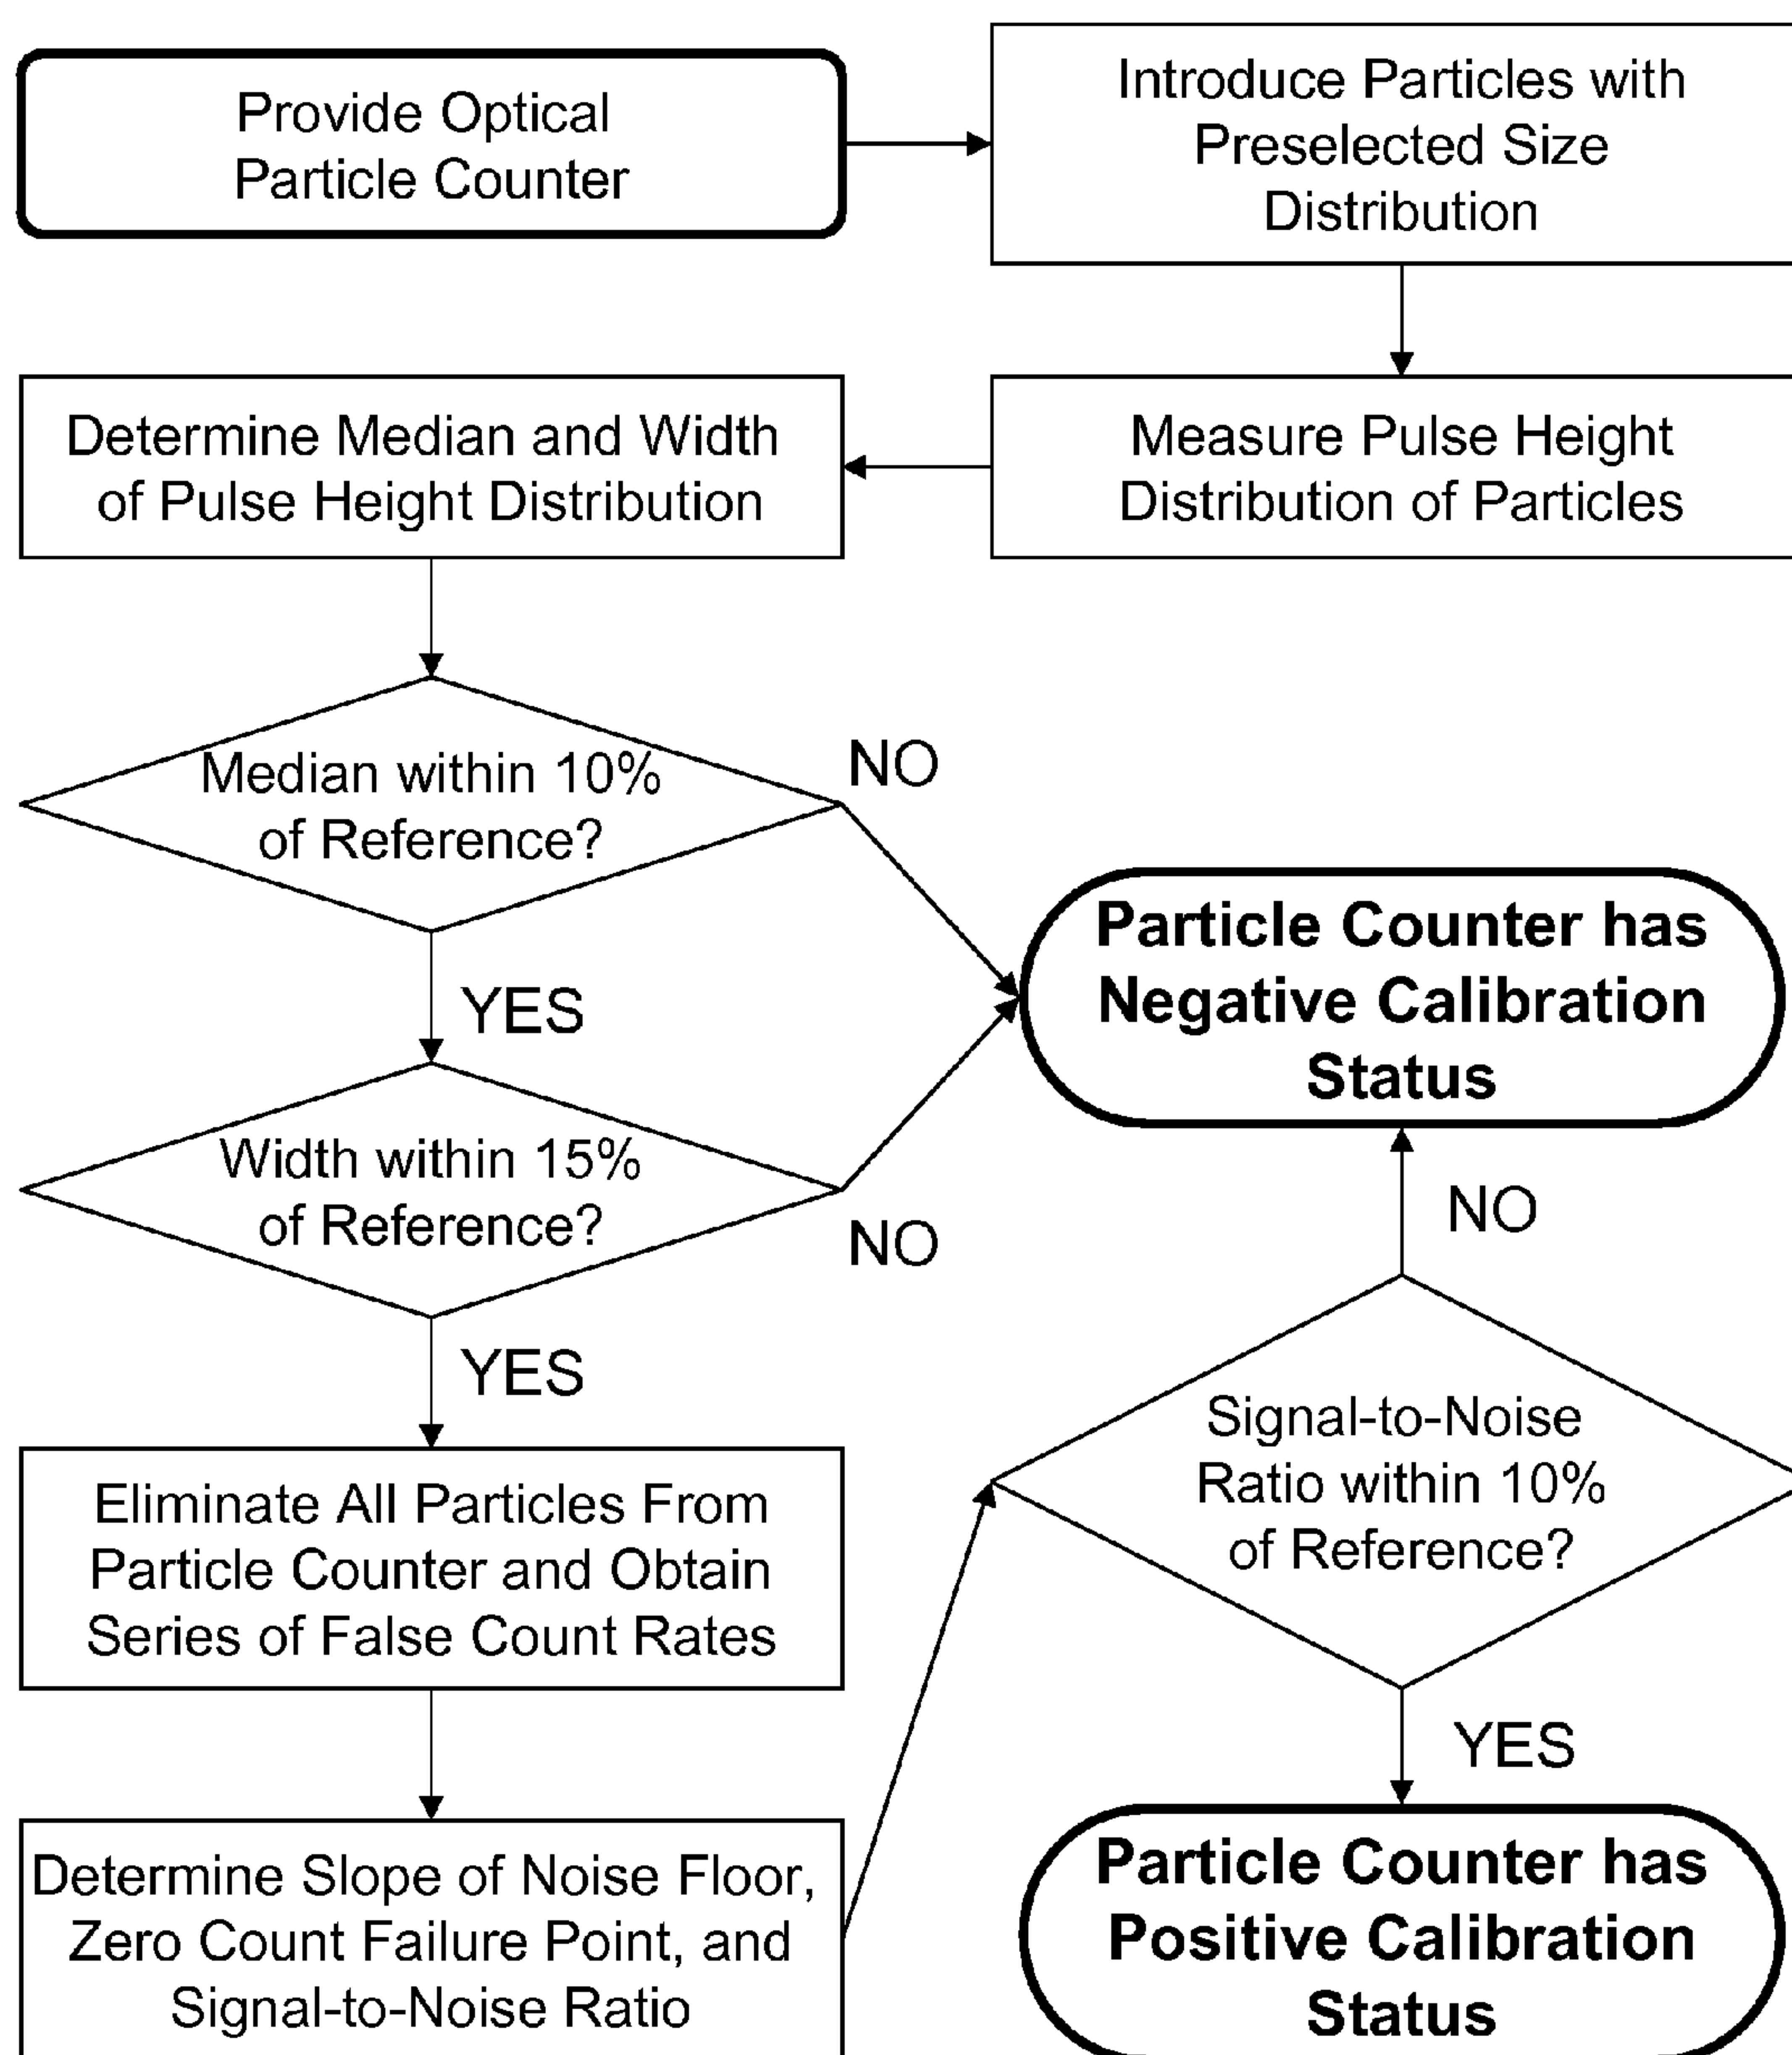 Provide Optical
Particle Counter
Introduce Particles with
Preselected Size
Distribution
Measure Pulse Height
Distribution of Particles
Determine Median and Width
of Pulse Height Distribution
Median within 10%
of Reference?
NO
YES
Width within 15%
of Reference?
NO
YES
Eliminate All Particles From
Particle Counter and Obtain
Series of False Count Rates
Determine Slope of Noise Floor,
Zero Count Failure Point, and
Signal-to-Noise Ratio
Signal-to-Noise
Ratio within 10%
of Reference?
NO
Particle Counter has
Negative Calibration
Status
YES
Particle Counter has
Positive Calibration
Status